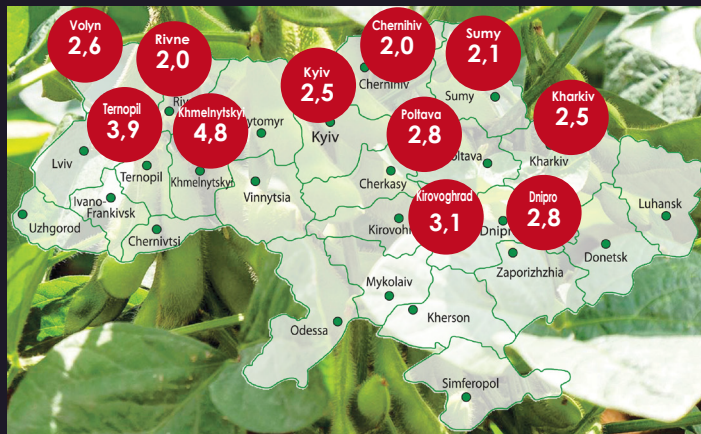 Volyn
2,6
Rivne
2,0
Chernihiv
2,0
Sumy
2,1
Kyiv
2,5
Kharkiv
2,5
Ternopil
3,9
Khmelnytskyi
4,8
Poltava
2,8
Kirovoghrad
3,1
Dnipro
2,8
Chernihiv
Sumy
Kyiv
Kharkiv
Lviv
Ternopil
Khmelnytskyi
Vinnytsia
Cherkasy
Ivano-
Frankivsk
Uzhgorod
Chernivtsi
Luhansk
Donetsk
Zaporizhzhia
Mykolaiv
Kherson
Odessa
Simferopol